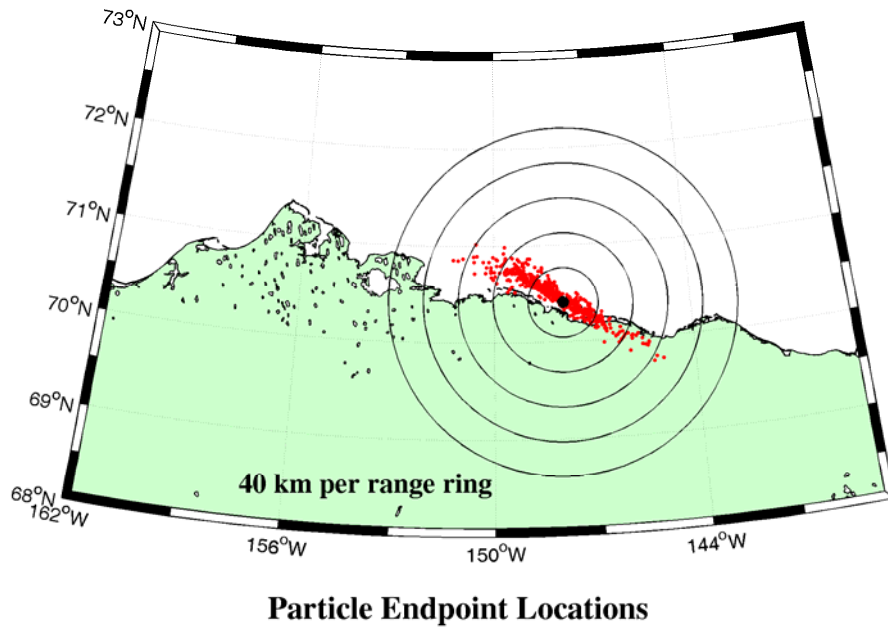 73°N
72°N
71°N
70°N
69°N
68°N
162°W
156°W
150°W
144°W
40 km per range ring
Particle Endpoint Locations